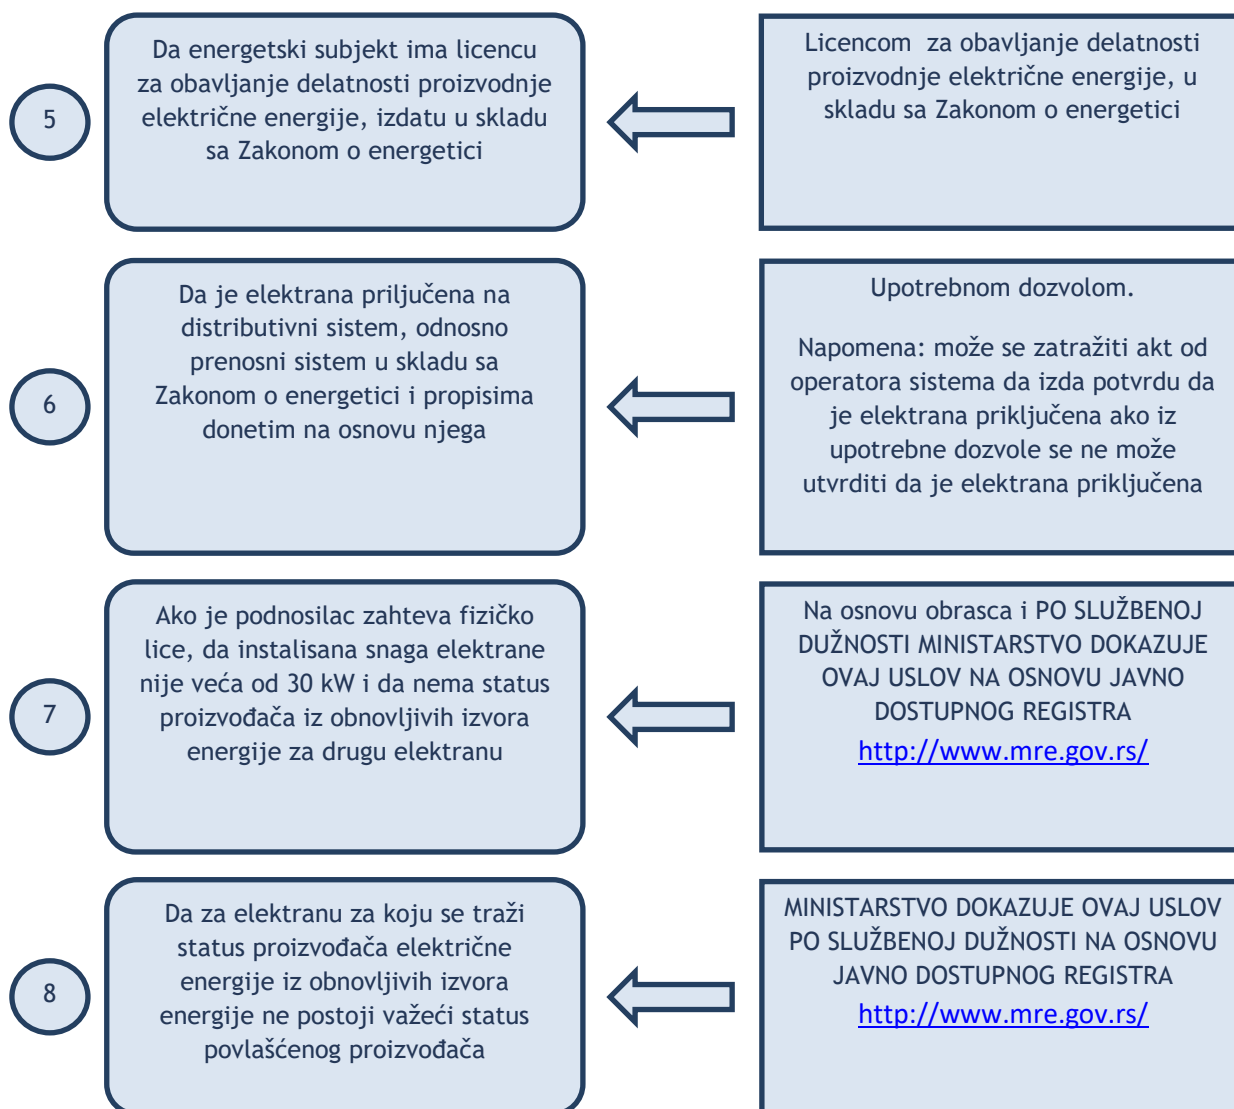 5
Da energetski subjekt ima licencu
za obavljanje delatnosti proizvodnje
električne energije, izdatu u skladu
sa Zakonom o energetici
Licencom za obavljanje delatnosti
proizvodnje električne energije, u
skladu sa Zakonom o energetici
6
Da je elektrana priljučena na
distributivni sistem, odnosno
prenosni sistem u skladu sa
Zakonom o energetici i propisima
donetim na osnovu njega
Upotrebnom dozvolom.
Napomena: može se zatražiti akt od
operatora sistema da izda potvrdu da
je elektrana priključena ako iz
upotrebne dozvole se ne može
utvrditi da je elektrana priključena
7
Ako je podnosilac zahteva fizičko
lice, da instalisana snaga elektrane
nije veća od 30 kW i da nema status
proizvođača iz obnovljivih izvora
energije za drugu elektranu
Na osnovu obrasca i PO SLUŽBENOJ
DUŽNOSTI MINISTARSTVO DOKAZUJE
OVAJ USLOV NA OSNOVU JAVNO
DOSTUPNOG REGISTRA
http://www.mre.gov.rs/
8
Da za elektranu za koju se traži
status proizvođača električne
energije iz obnovljivih izvora
energije ne postoji važeći status
povlašćenog proizvođača
MINISTARSTVO DOKAZUJE OVAJ USLOV
PO SLUŽBENOJ DUŽNOSTI NA OSNOVU
JAVNO DOSTUPNOG REGISTRA
http://www.mre.gov.rs/